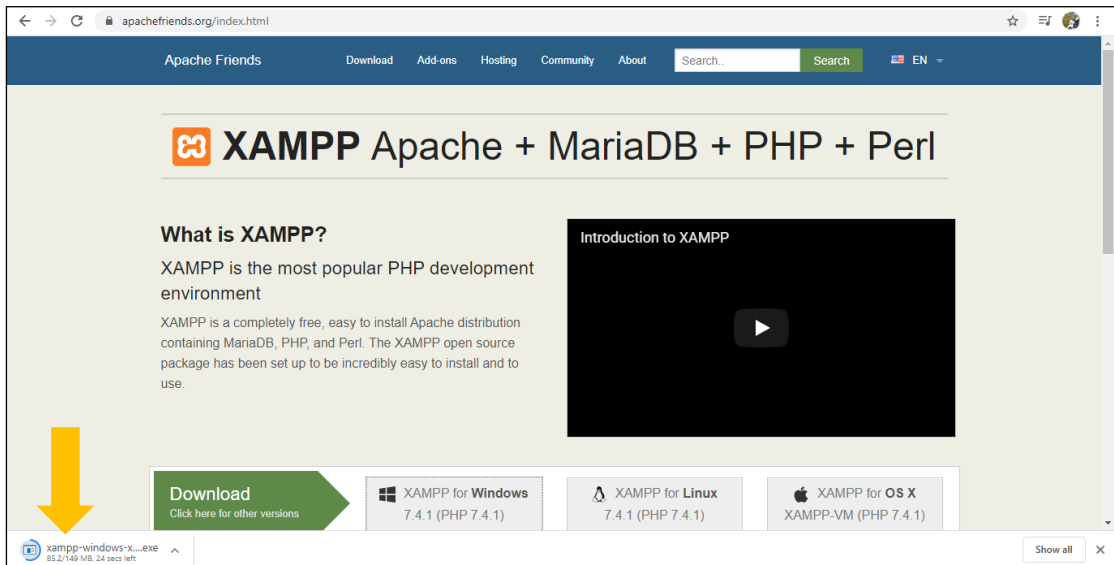 apachefriends.org/index.html
Apache Friends Download Add-ons Hosting Community About Search.. Search EN
XAMPP Apache + MariaDB + PHP + Perl
What is XAMPP?
XAMPP is the most popular PHP development
environment
XAMPP is a completely free, easy to install Apache distribution
containing MariaDB, PHP, and Perl. The XAMPP open source
package has been set up to be incredibly easy to install and to
use.
Introduction to XAMPP
Download
Click here for other versions
XAMPP for Windows
7.4.1 (PHP 7.4.1)
XAMPP for Linux
7.4.1 (PHP 7.4.1)
XAMPP for OS X
XAMPP-VM (PHP 7.4.1)
xampp-windows-x....exe
85.2/149 MB, 24 secs left
Show all